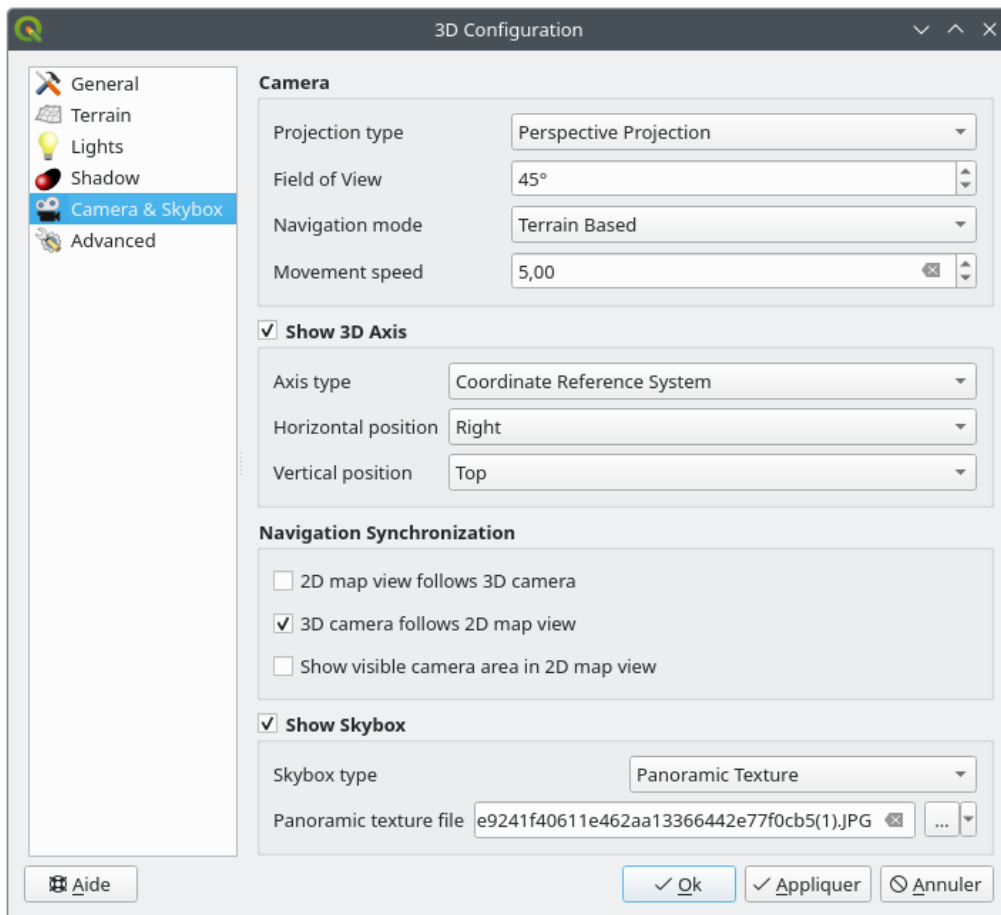 3D Configuration
General
Terrain
Lights
Shadow
Camera & Skybox
Advanced
Camera
Projection type Perspective Projection
Field of View 45°
Navigation mode Terrain Based
Movement speed 5,00
Show 3D Axis
Axis type Coordinate Reference System
Horizontal position Right
Vertical position Top
Navigation Synchronization
2D map view follows 3D camera
3D camera follows 2D map view
Show visible camera area in 2D map view
Show Skybox
Skybox type Panoramic Texture
Panoramic texture file e9241f40611e462aa13366442e77f0cb5(1).JPG ...
Aide Ok Appliquer Annuler